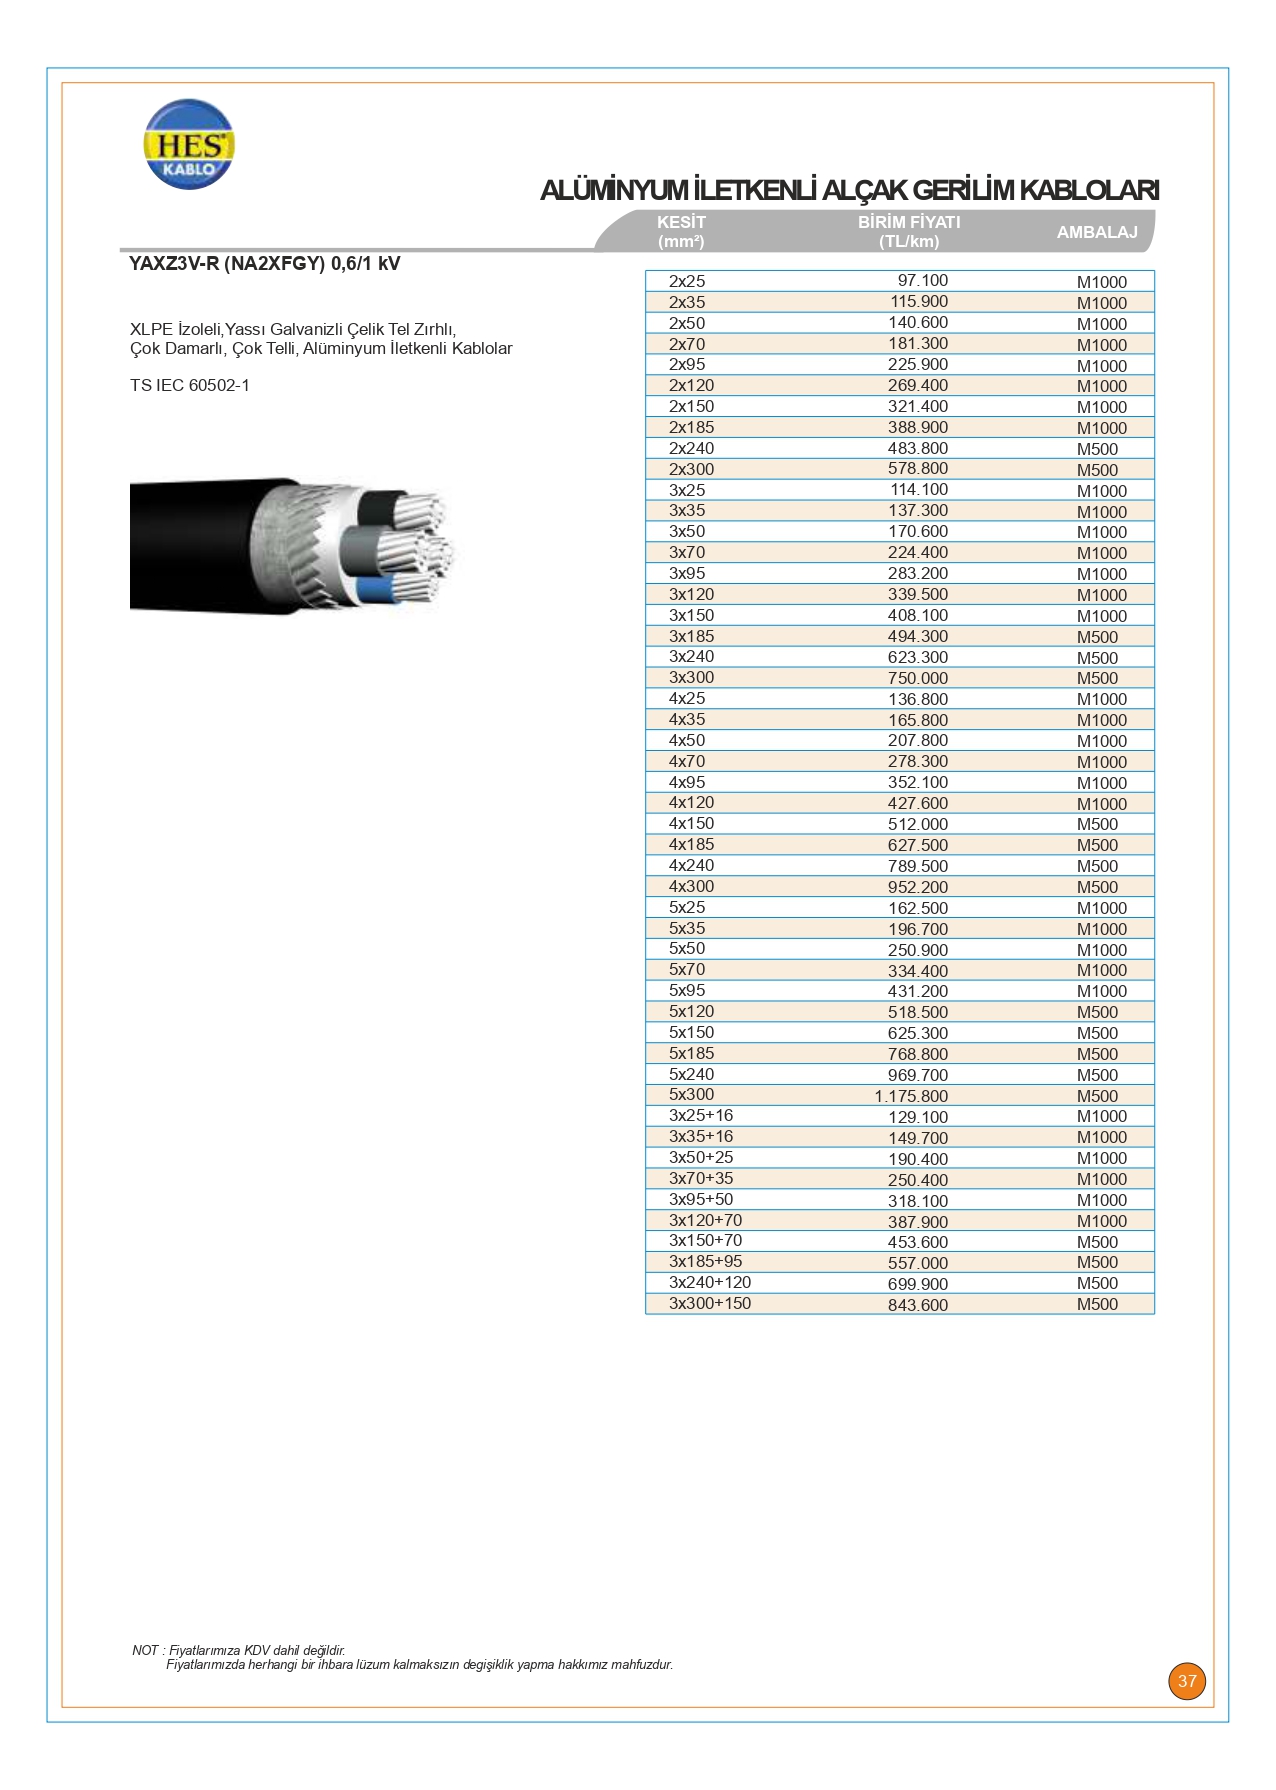 HES
KABLO
ALÜMİNYUM İLETKENLİ ALÇAK GERİLİM KABLOLARI
KESİT (mm²) BİRİM FİYATI (TL/km) AMBALAJ
YAXZ3V-R (NA2XFGY) 0,6/1 kV
XLPE İzoleli,Yassı Galvanizli Çelik Tel Zırhlı,
Çok Damarlı, Çok Telli, Alüminyum İletkenli Kablolar
TS IEC 60502-1
2x25 97.100 M1000
2x35 115.900 M1000
2x50 140.600 M1000
2x70 181.300 M1000
2x95 225.900 M1000
2x120 269.400 M1000
2x150 321.400 M1000
2x185 388.900 M1000
2x240 483.800 M500
2x300 578.800 M500
3x25 114.100 M1000
3x35 137.300 M1000
3x50 170.600 M1000
3x70 224.400 M1000
3x95 283.200 M1000
3x120 339.500 M1000
3x150 408.100 M1000
3x185 494.300 M500
3x240 623.300 M500
3x300 750.000 M500
4x25 136.800 M1000
4x35 165.800 M1000
4x50 207.800 M1000
4x70 278.300 M1000
4x95 352.100 M1000
4x120 427.600 M1000
4x150 512.000 M500
4x185 627.500 M500
4x240 789.500 M500
4x300 952.200 M500
5x25 162.500 M1000
5x35 196.700 M1000
5x50 250.900 M1000
5x70 334.400 M1000
5x95 431.200 M1000
5x120 518.500 M500
5x150 625.300 M500
5x185 768.800 M500
5x240 969.700 M500
5x300 1.175.800 M500
3x25+16 129.100 M1000
3x35+16 149.700 M1000
3x50+25 190.400 M1000
3x70+35 250.400 M1000
3x95+50 318.100 M1000
3x120+70 387.900 M1000
3x150+70 453.600 M500
3x185+95 557.000 M500
3x240+120 699.900 M500
3x300+150 843.600 M500
NOT : Fiyatlarımıza KDV dahil değildir.
Fiyatlarımızda herhangi bir ihbara lüzum kalmaksızın degişiklik yapma hakkımız mahfuzdur.
37